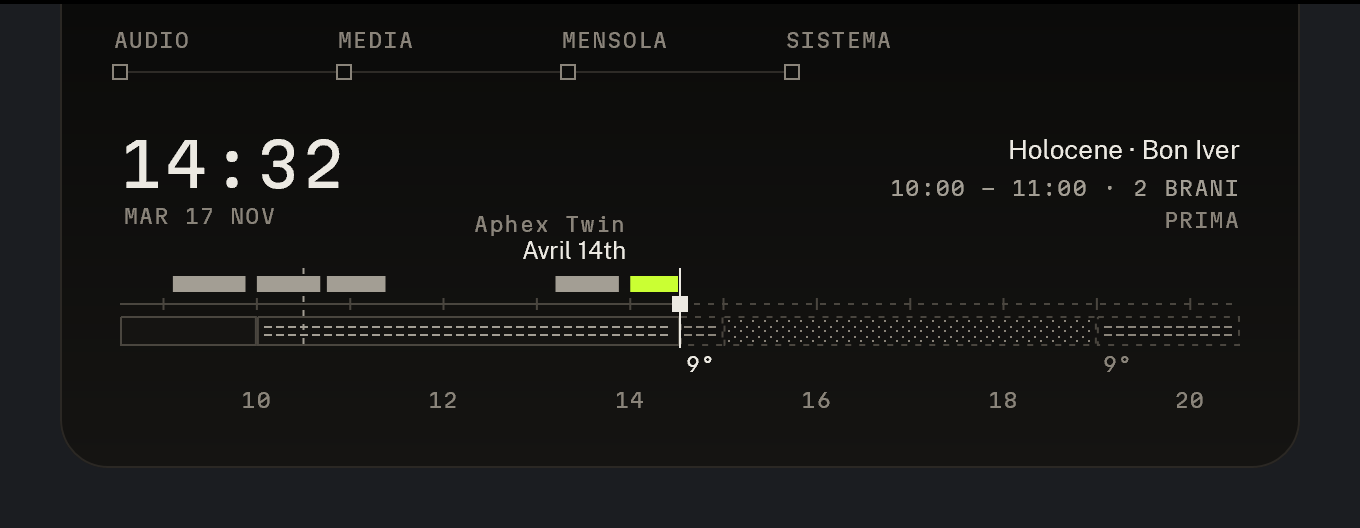 AUDIO MEDIA MENSOLA SISTEMA
14:32
MAR 17 NOV
Holocene · Bon Iver
10:00 – 11:00 · 2 BRANI
PRIMA
Aphex Twin
Avril 14th
9° 9°
10 12 14 16 18 20